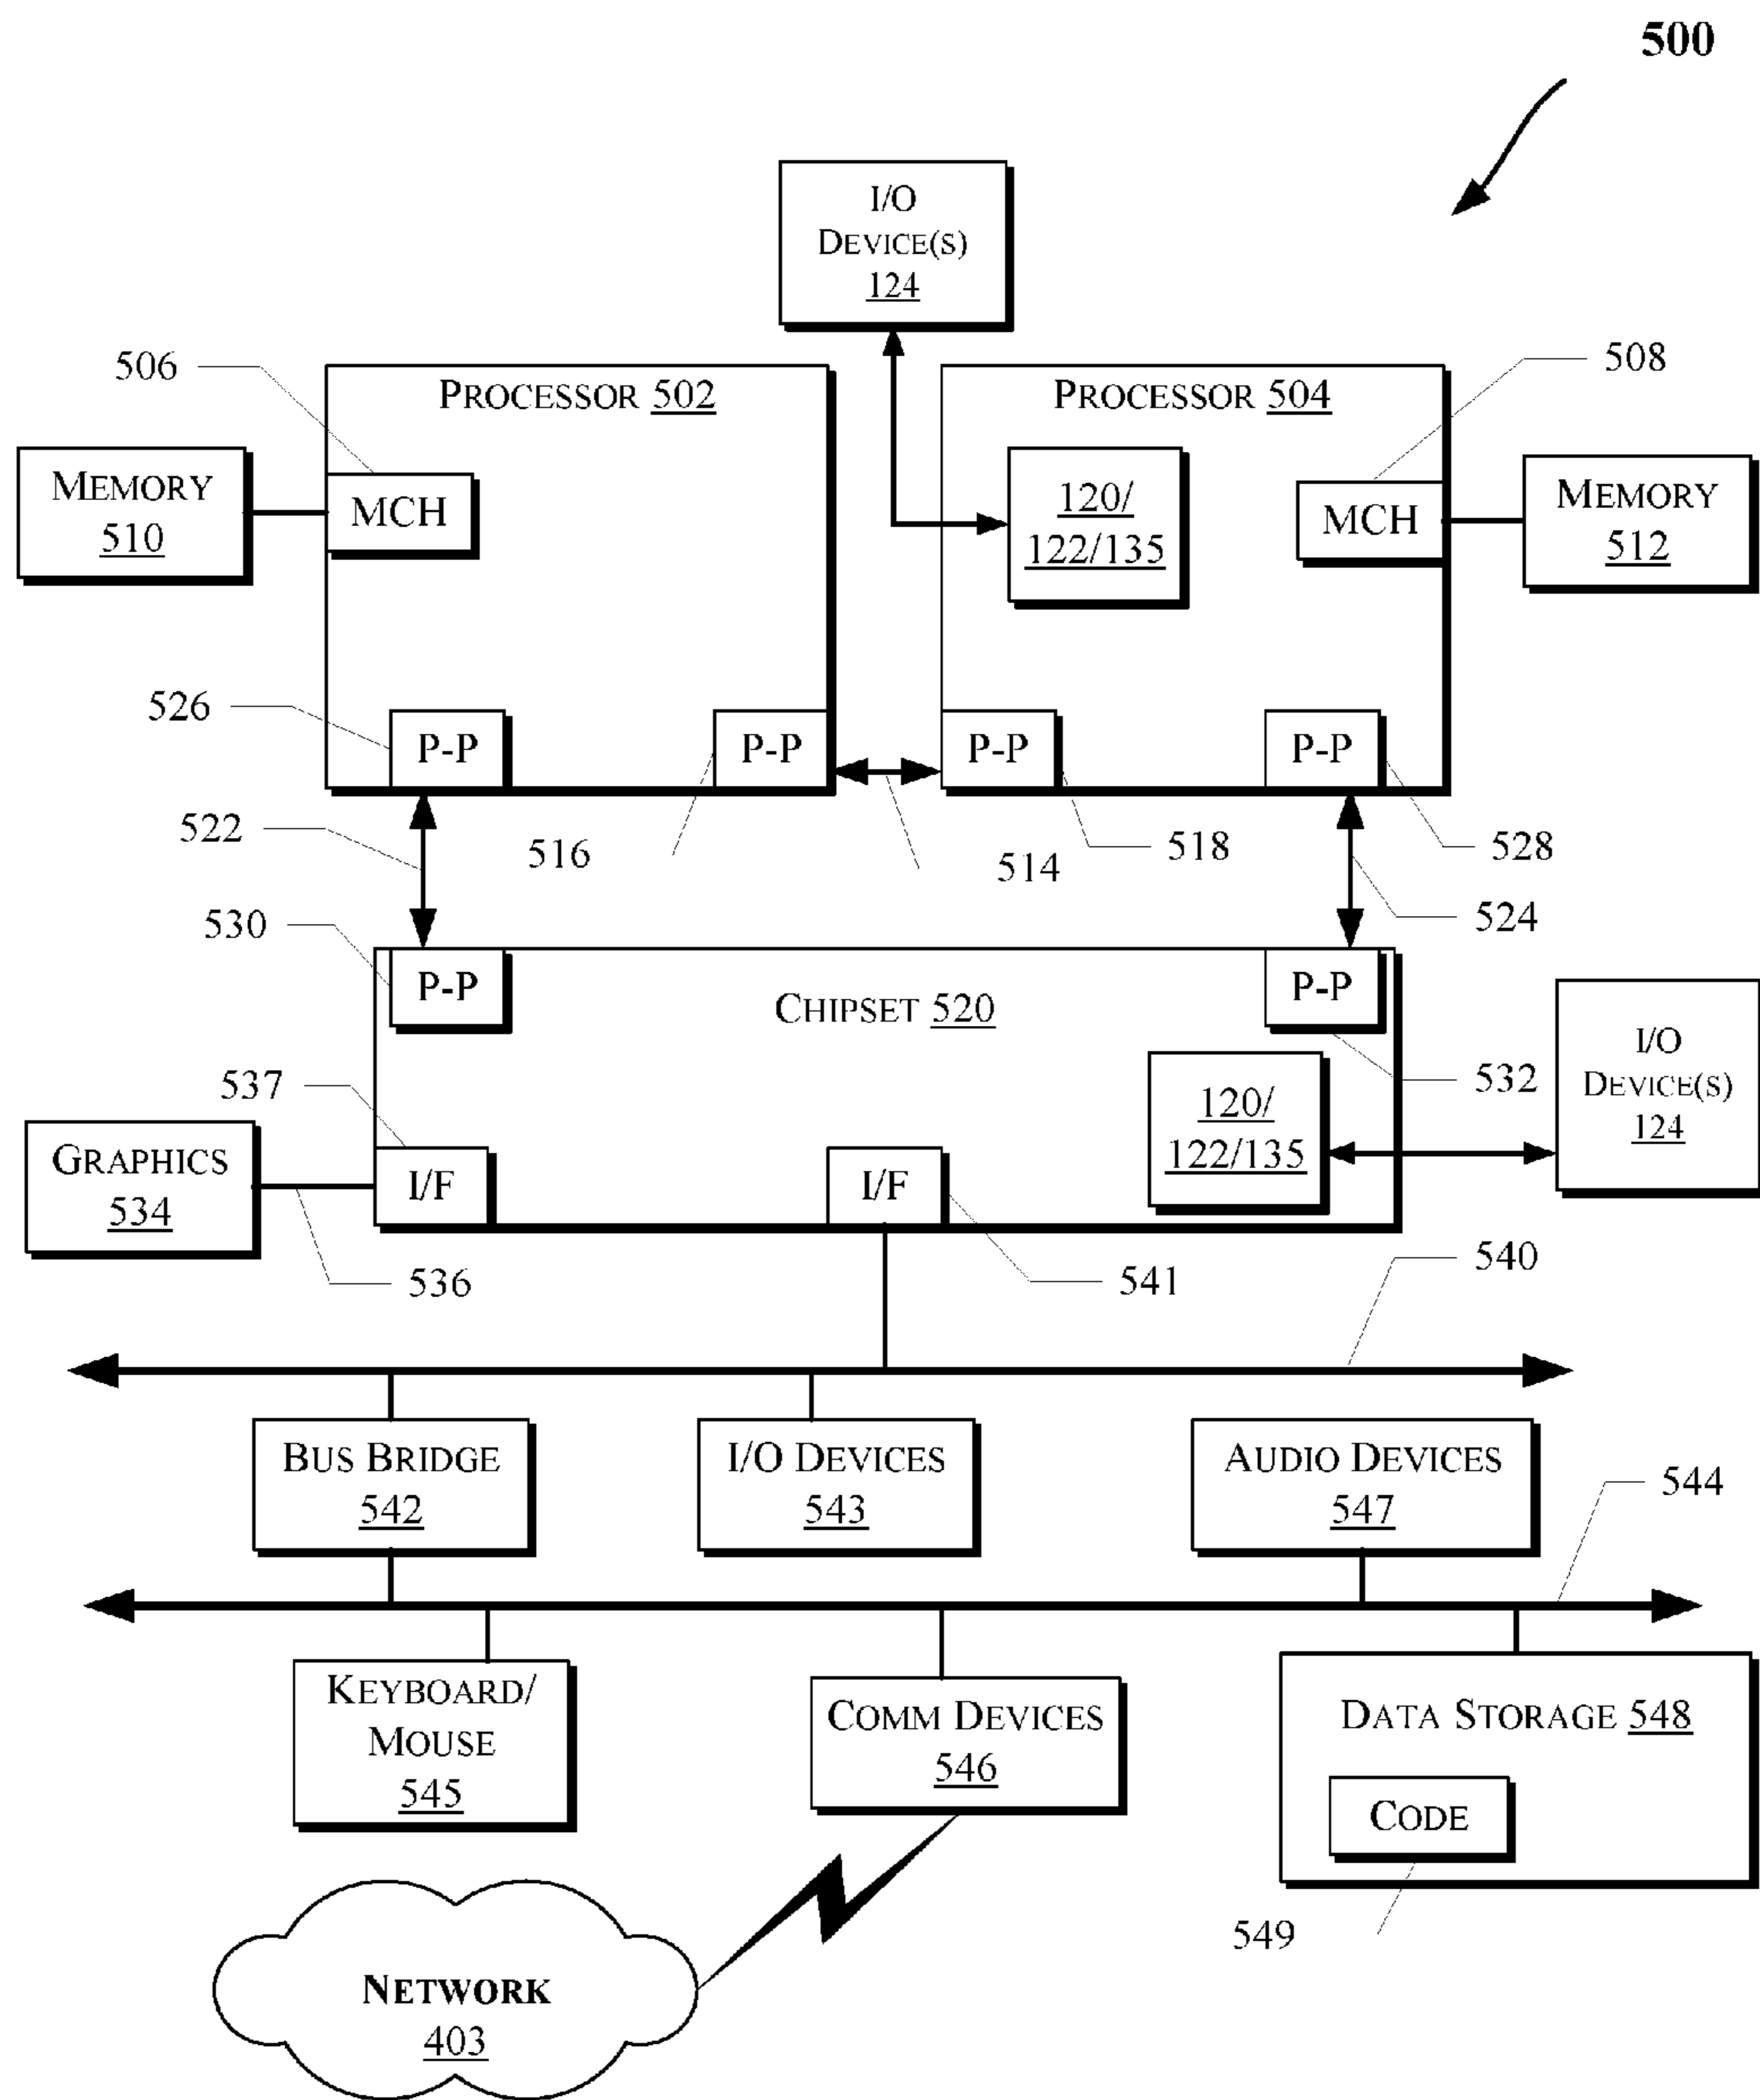 500
I/O
DEVICE(S)
124
506
PROCESSOR 502
PROCESSOR 504
508
MEMORY
510
MCH
120/
122/135
MCH
MEMORY
512
526
P-P
P-P
P-P
P-P
522
516
514
518
528
524
530
P-P
CHIPSET 520
P-P
532
I/O
DEVICE(S)
124
537
120/
122/135
GRAPHICS
534
I/F
I/F
536
541
540
BUS BRIDGE
542
I/O DEVICES
543
AUDIO DEVICES
547
544
KEYBOARD/
MOUSE
545
COMM DEVICES
546
DATA STORAGE 548
CODE
549
NETWORK
403